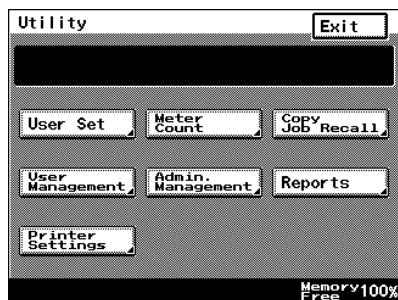 Utility
Exit
User Set
Meter
Count
Copy
Job Recall
User
Management
Admin.
Management
Reports
Printer
Settings
Memory 100%
Free